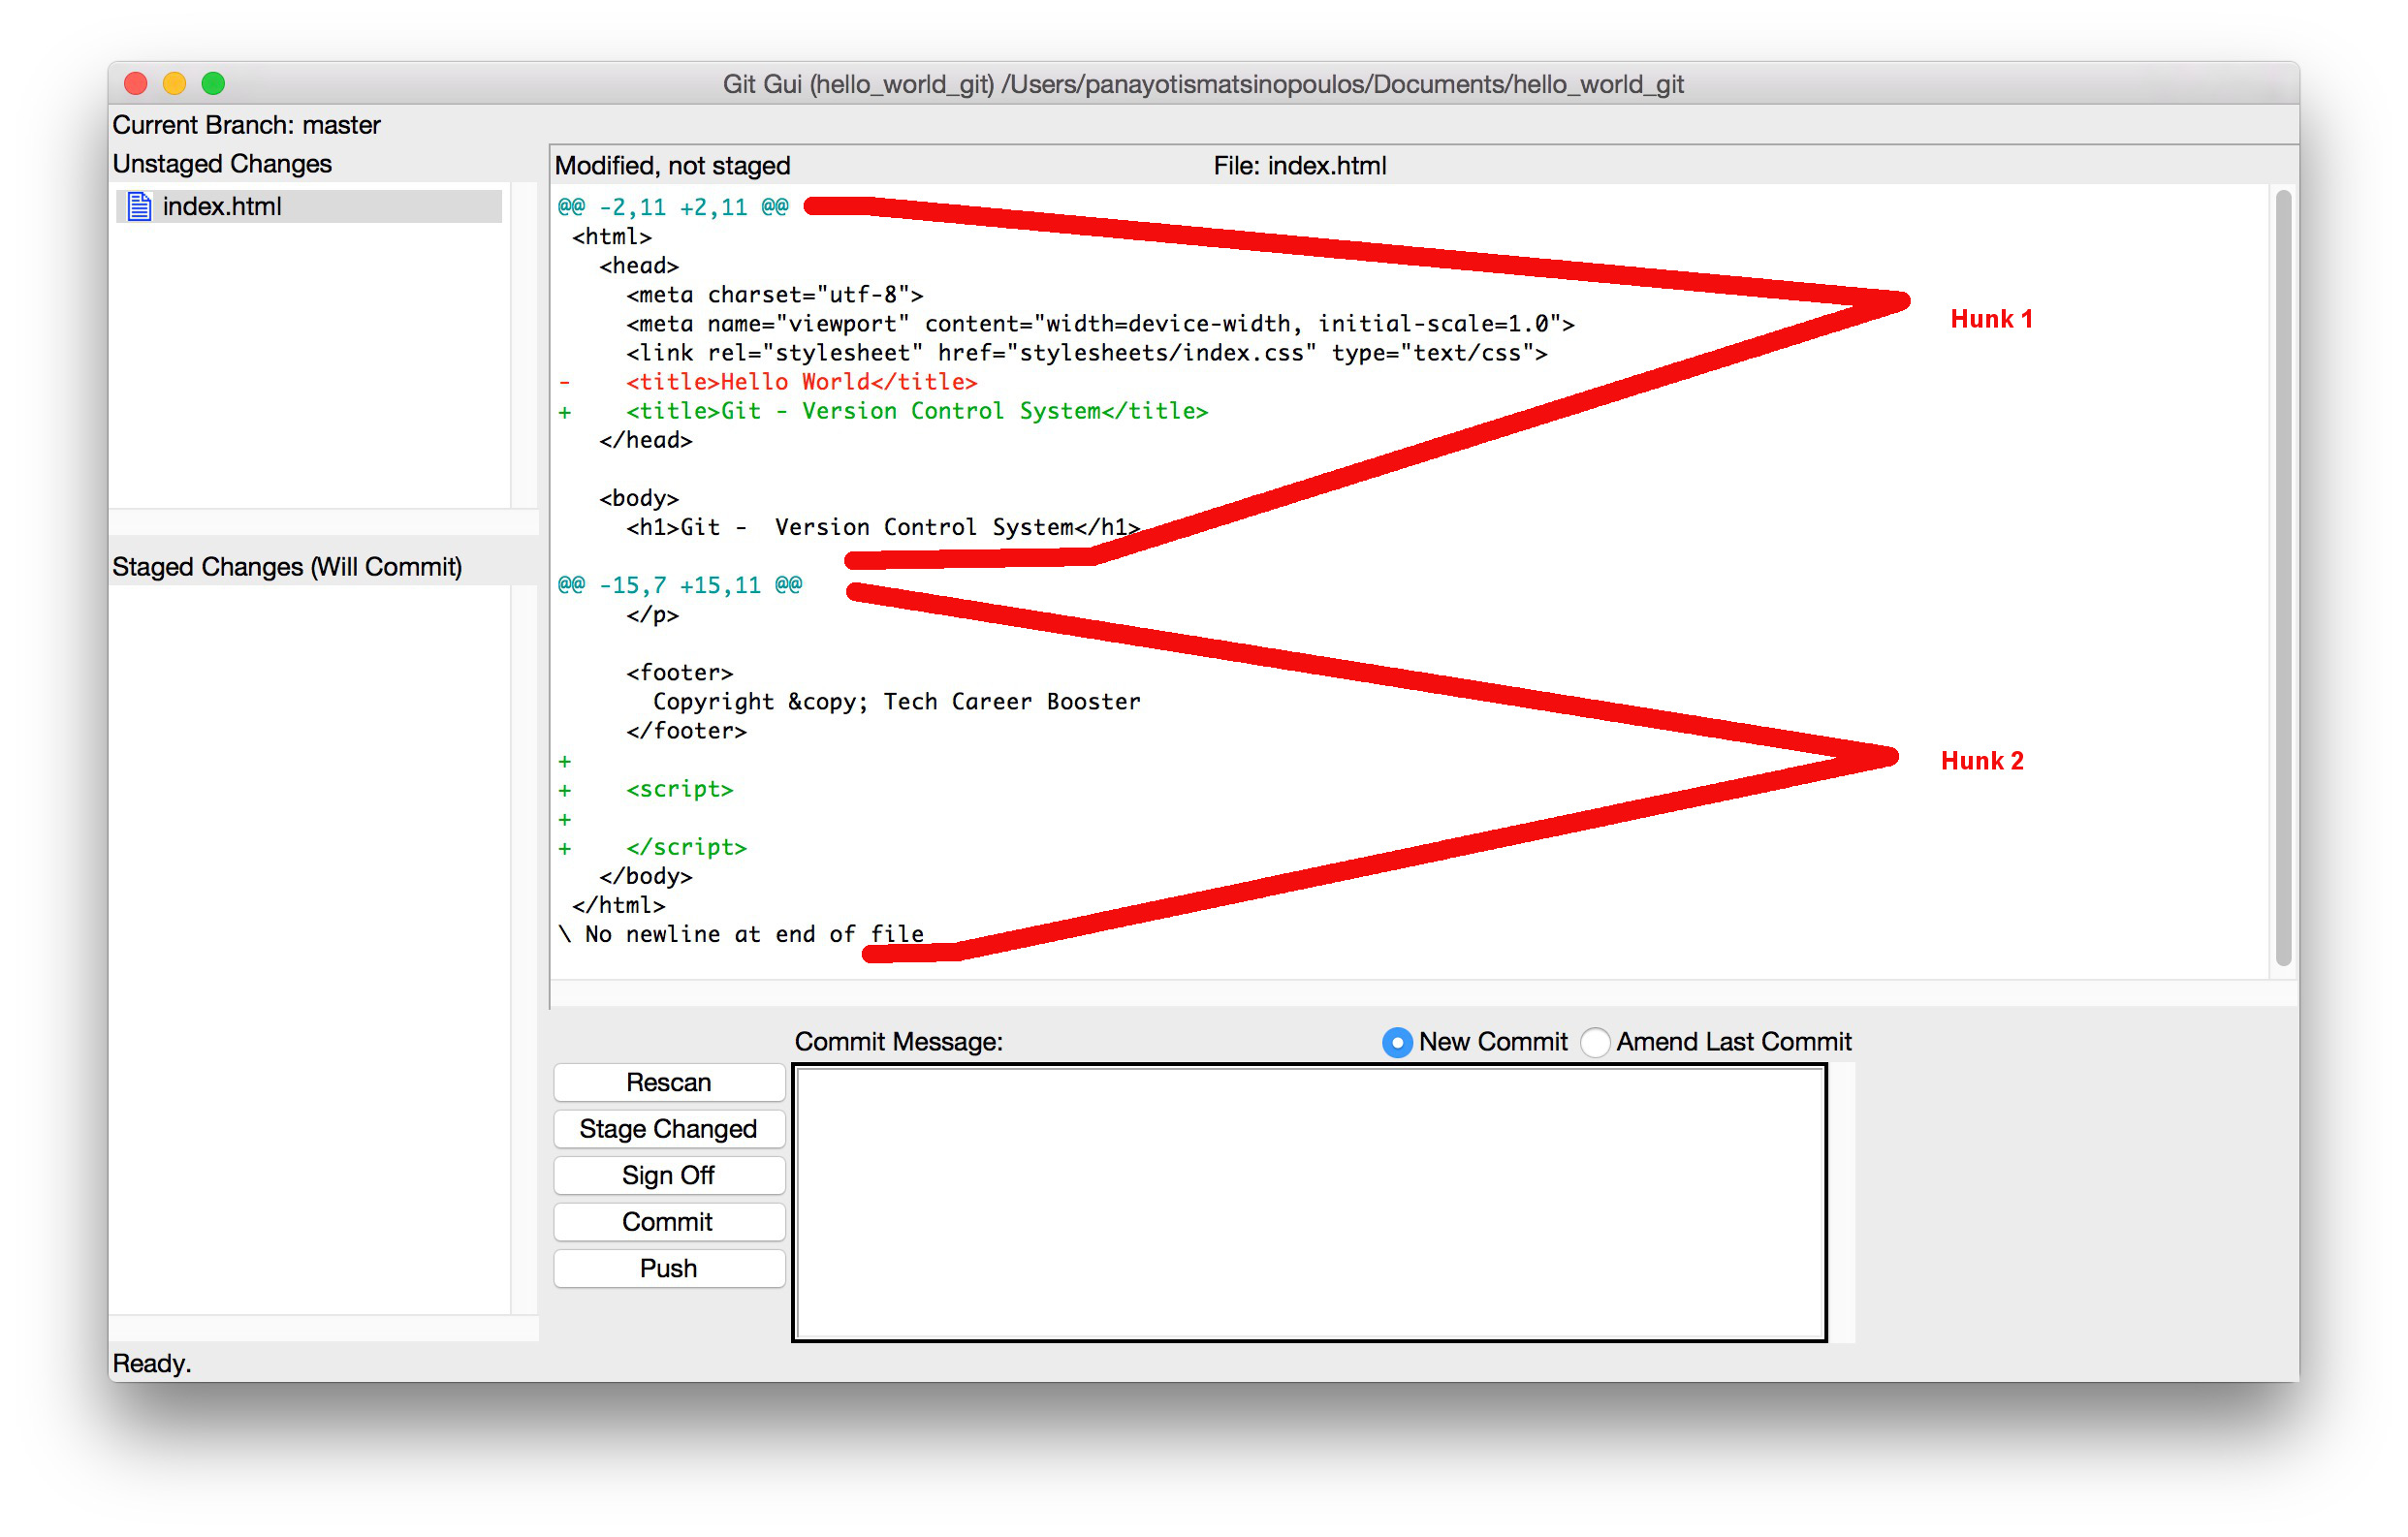 Git Gui (hello_world_git) /Users/panayotismatsinopoulos/Documents/hello_world_git
Current Branch: master
Unstaged Changes
index.html
Staged Changes (Will Commit)
Modified, not staged File: index.html
@@ -2,11 +2,11 @@
<html>
<head>
<meta charset="utf-8">
<meta name="viewport" content="width=device-width, initial-scale=1.0">
<link rel="stylesheet" href="stylesheets/index.css" type="text/css">
- <title>Hello World</title>
+ <title>Git - Version Control System</title>
</head>
<body>
<h1>Git -  Version Control System</h1>
@@ -15,7 +15,11 @@
</p>
<footer>
Copyright &copy; Tech Career Booster
</footer>
+
+ <script>
+
+ </script>
</body>
</html>
\ No newline at end of file
Hunk 1
Hunk 2
Commit Message:
New Commit
Amend Last Commit
Rescan
Stage Changed
Sign Off
Commit
Push
Ready.